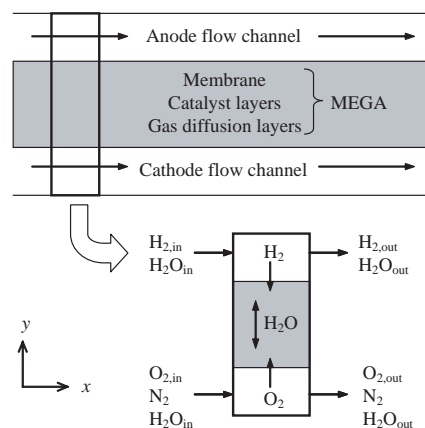 Anode flow channel
Membrane
Catalyst layers
Gas diffusion layers
MEGA
Cathode flow channel
H2,in
H2Oin
H2
H2,out
H2Oout
H2O
y
x
O2,in
N2
H2Oin
O2
O2,out
N2
H2Oout